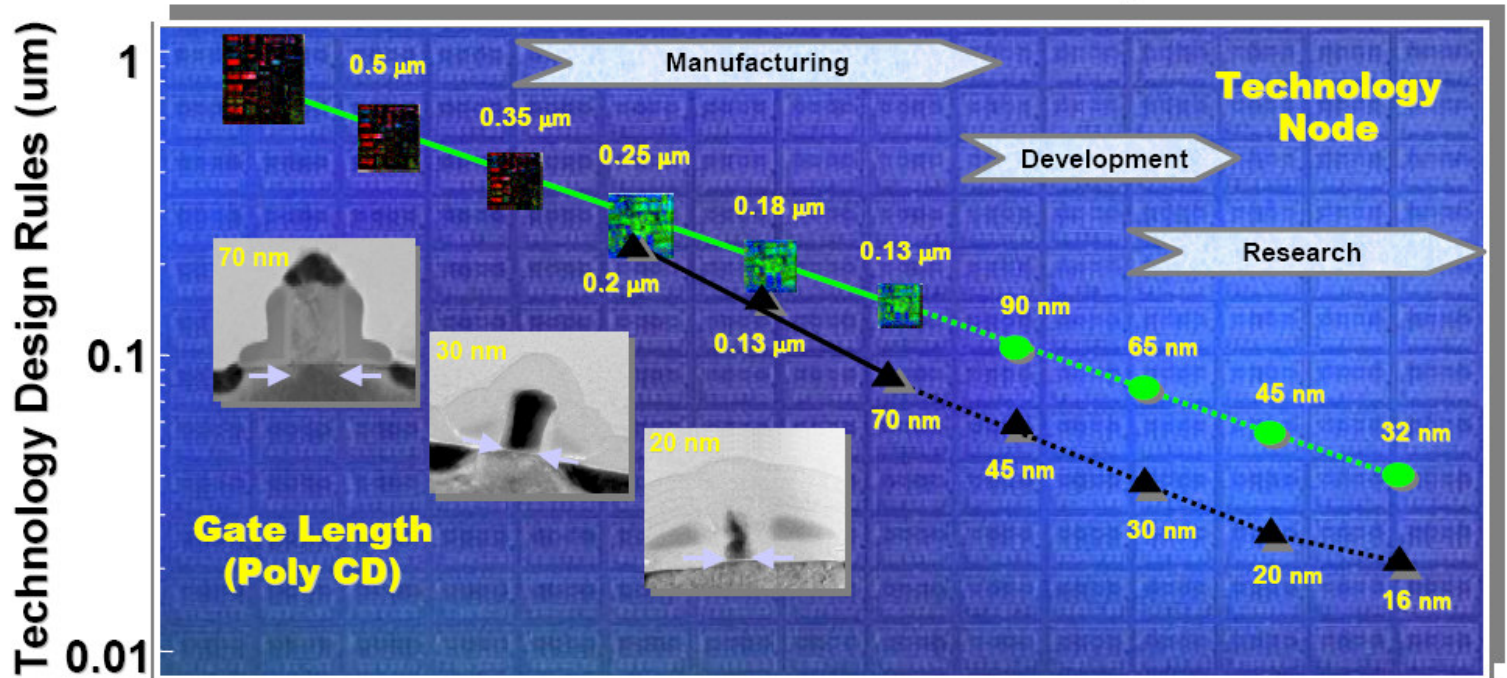 Technology Design Rules (um)
1
0.1
0.01
Manufacturing
Development
Research
Technology
Node
0.5 μm
0.35 μm
0.25 μm
0.18 μm
0.13 μm
90 nm
65 nm
45 nm
32 nm
0.2 μm
0.13 μm
70 nm
45 nm
30 nm
20 nm
16 nm
70 nm
30 nm
20 nm
Gate Length
(Poly CD)